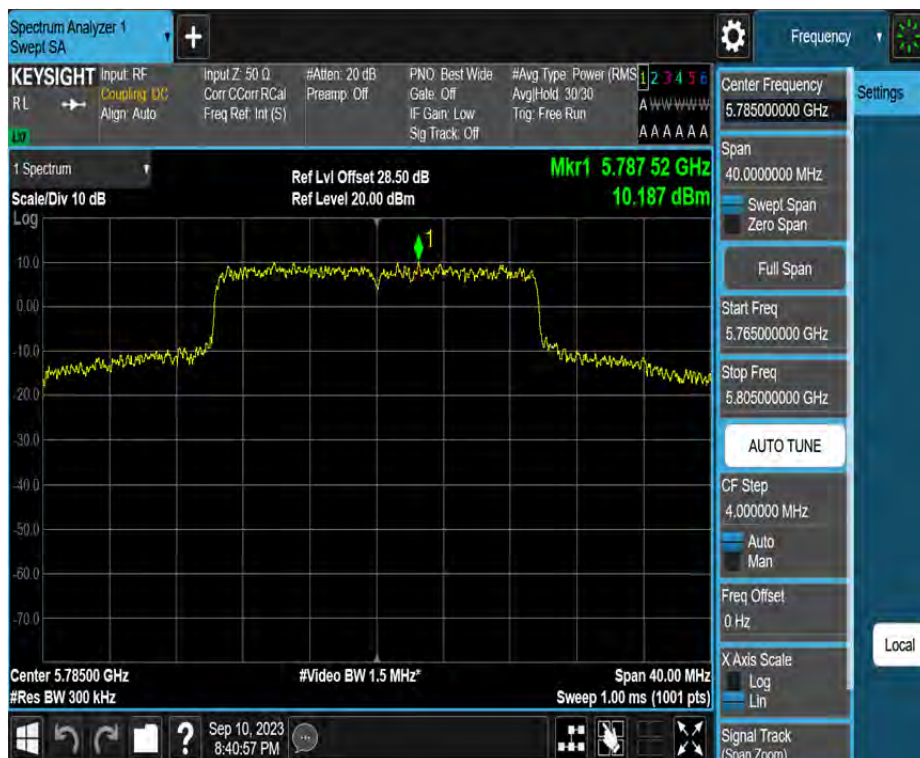 Spectrum Analyzer 1
Swept SA
Frequency
KEYSIGHT
Input: RF
Input Z: 50 Ω
#Atten: 20 dB
PNO: Best Wide
#Avg Type: Power (RMS
1 2 3 4 5 6
RL
Coupling: DC
Corr CCorr RCal
Preamp: Off
Gate: Off
Avg|Hold: 30/30
A W W W W W
Align: Auto
Freq Ref: Int (S)
IF Gain: Low
Trig: Free Run
Sig Track: Off
A A A A A A
LXI
Center Frequency
5.785000000 GHz
Settings
1 Spectrum
Ref Lvl Offset 28.50 dB
Mkr1 5.787 52 GHz
Scale/Div 10 dB
Ref Level 20.00 dBm
10.187 dBm
Log
1
10.0
0.00
-10.0
-20.0
-30.0
-40.0
-50.0
-60.0
-70.0
Span
40.0000000 MHz
Swept Span
Zero Span
Full Span
Start Freq
5.765000000 GHz
Stop Freq
5.805000000 GHz
AUTO TUNE
CF Step
4.000000 MHz
Auto
Man
Freq Offset
0 Hz
Local
X Axis Scale
Log
Lin
Signal Track
(Span Zoom)
Center 5.78500 GHz
#Video BW 1.5 MHz*
Span 40.00 MHz
#Res BW 300 kHz
Sweep 1.00 ms (1001 pts)
?
Sep 10, 2023
8:40:57 PM